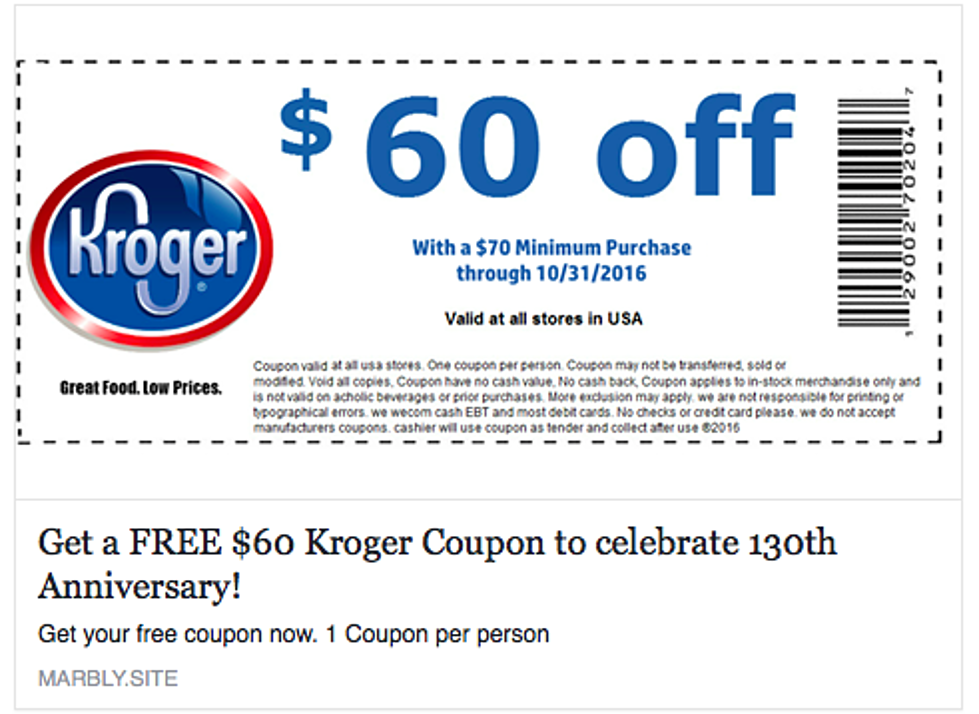 $ 60 off
Kroger
Great Food. Low Prices.
With a $70 Minimum Purchase
through 10/31/2016
Valid at all stores in USA
Coupon valid at all usa stores. One coupon per person. Coupon may not be transferred, sold or
modified. Void all copies, Coupon have no cash value, No cash back, Coupon applies to in-stock merchandise only and
is not valid on acholic beverages or prior purchases. More exclusion may apply. we are not responsible for printing or
typographical errors. we wecom cash EBT and most debit cards. No checks or credit card please. we do not accept
manufacturers coupons. cashier will use coupon as tender and collect after use ®2016
1 29002 70204 7
Get a FREE $60 Kroger Coupon to celebrate 130th
Anniversary!
Get your free coupon now. 1 Coupon per person
MARBLY.SITE